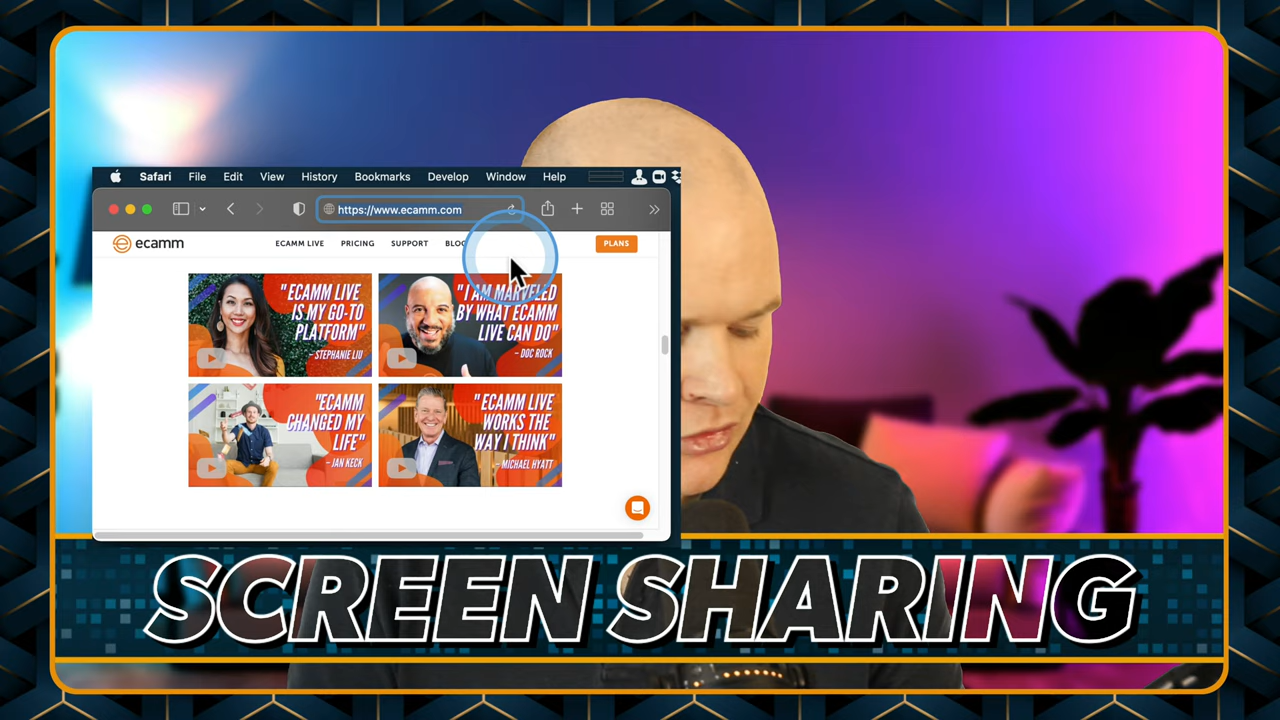 Safari File Edit View History Bookmarks Develop Window Help
https://www.ecamm.com
ecamm ECAMM LIVE PRICING SUPPORT BLOG PLANS
"ECAMM LIVE
IS MY GO-TO
PLATFORM"
– STEPHANIE LIU
"I AM MARVELED
BY WHAT ECAMM
LIVE CAN DO"
– DOC ROCK
"ECAMM
CHANGED MY
LIFE"
– JAN KECK
"ECAMM LIVE
WORKS THE
WAY I THINK"
– MICHAEL HYATT
SCREEN SHARING